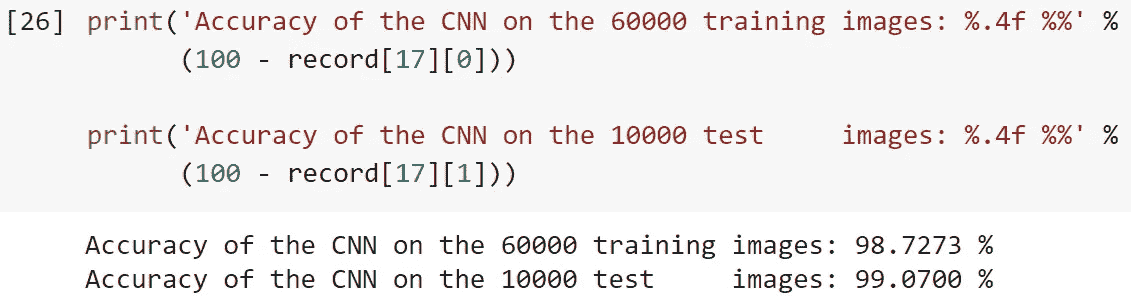 [26] print('Accuracy of the CNN on the 60000 training images: %.4f %%' %
(100 - record[17][0]))
print('Accuracy of the CNN on the 10000 test     images: %.4f %%' %
(100 - record[17][1]))
Accuracy of the CNN on the 60000 training images: 98.7273 %
Accuracy of the CNN on the 10000 test     images: 99.0700 %